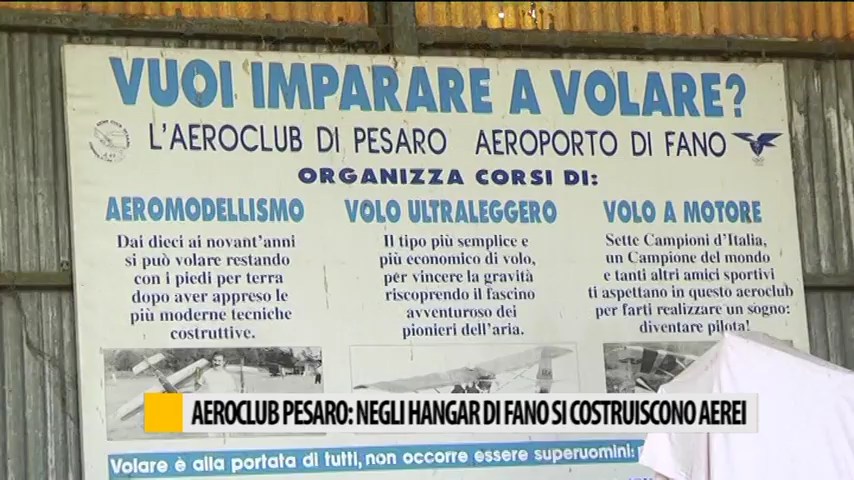 VUOI IMPARARE A VOLARE?
L'AEROCLUB DI PESARO AEROPORTO DI FANO
ORGANIZZA CORSI DI:
AEROMODELLISMO
Dai dieci ai novant'anni
si può volare restando
con i piedi per terra
dopo aver appreso le
più moderne tecniche
costruttive.
VOLO ULTRALEGGERO
Il tipo più semplice e
più economico di volo,
per vincere la gravità
riscoprendo il fascino
avventuroso dei
pionieri dell'aria.
VOLO A MOTORE
Sette Campioni d'Italia,
un Campione del mondo
e tanti altri amici sportivi
ti aspettano in questo aeroclub
per farti realizzare un sogno:
diventare pilota!
AEROCLUB PESARO: NEGLI HANGAR DI FANO SI COSTRUISCONO AEREI
Volare è alla portata di tutti, non occorre essere superuomini: